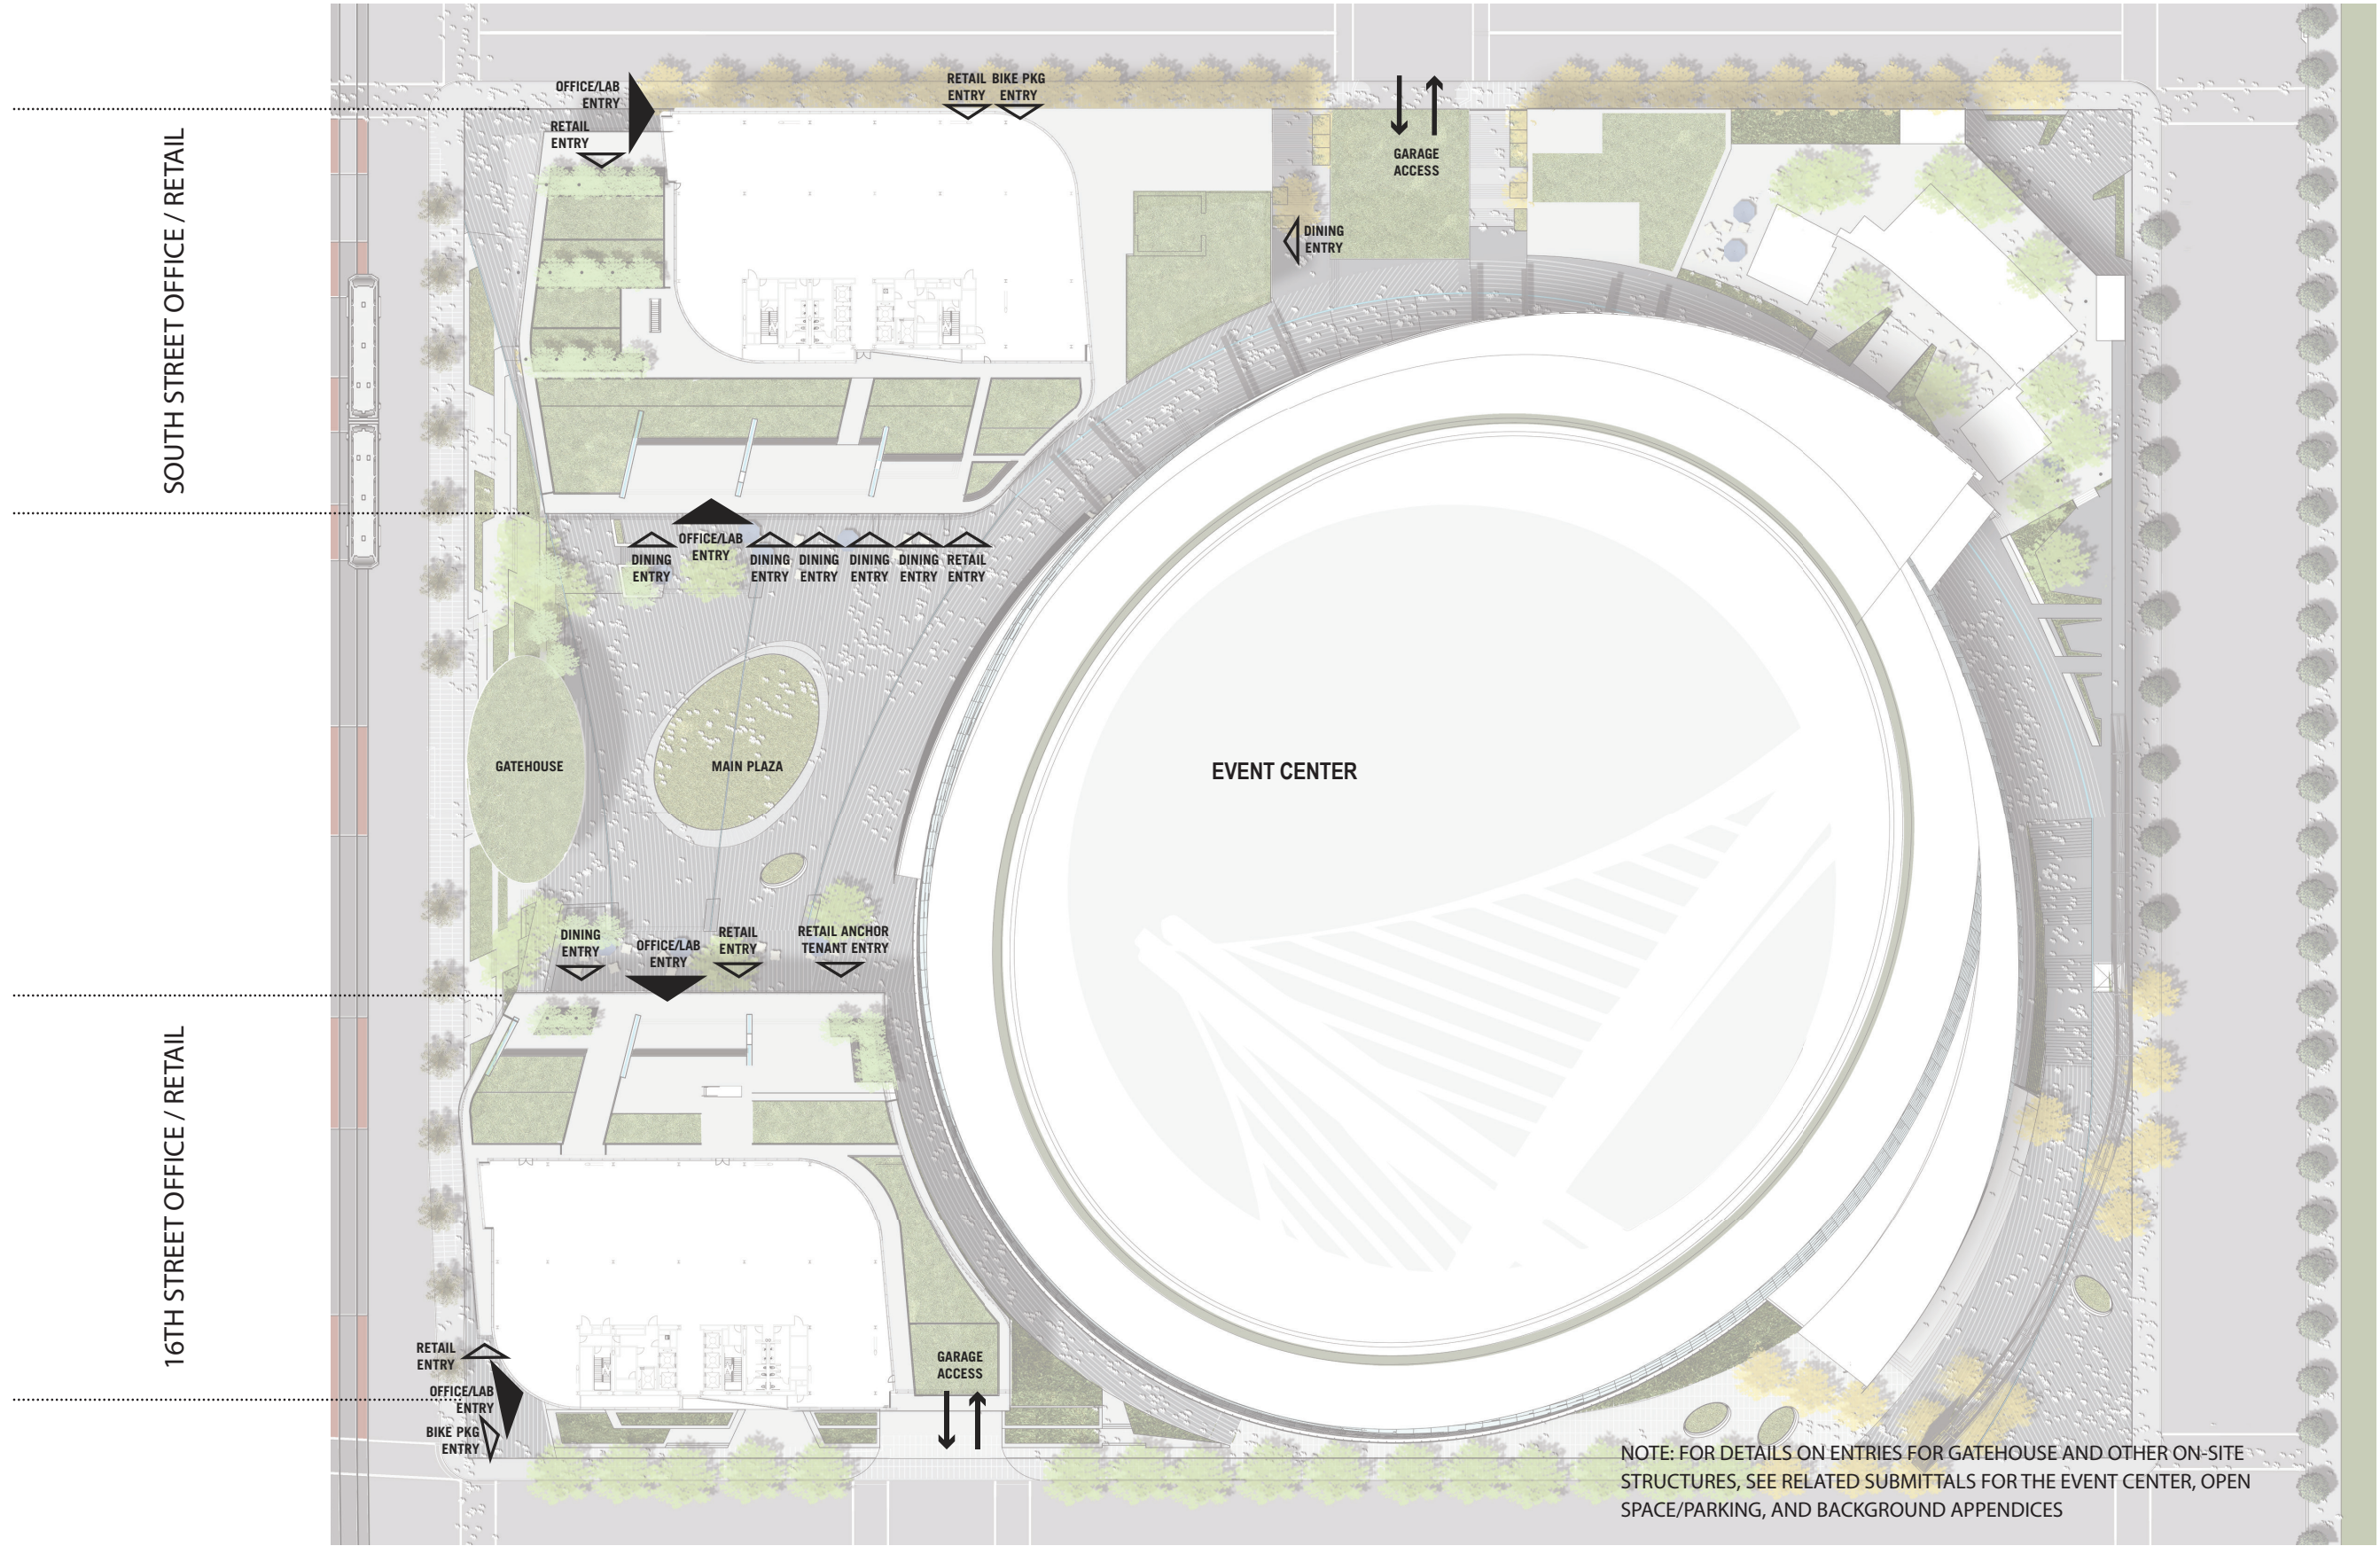 SOUTH STREET OFFICE / RETAIL
16TH STREET OFFICE / RETAIL
OFFICE/LAB
ENTRY
RETAIL
ENTRY
RETAIL
ENTRY
BIKE PKG
ENTRY
GARAGE
ACCESS
DINING
ENTRY
DINING
ENTRY
OFFICE/LAB
ENTRY
DINING
ENTRY
DINING
ENTRY
DINING
ENTRY
DINING
ENTRY
RETAIL
ENTRY
GATEHOUSE
MAIN PLAZA
EVENT CENTER
DINING
ENTRY
OFFICE/LAB
ENTRY
RETAIL
ENTRY
RETAIL ANCHOR
TENANT ENTRY
RETAIL
ENTRY
OFFICE/LAB
ENTRY
BIKE PKG
ENTRY
GARAGE
ACCESS
NOTE: FOR DETAILS ON ENTRIES FOR GATEHOUSE AND OTHER ON-SITE
STRUCTURES, SEE RELATED SUBMITTALS FOR THE EVENT CENTER, OPEN
SPACE/PARKING, AND BACKGROUND APPENDICES